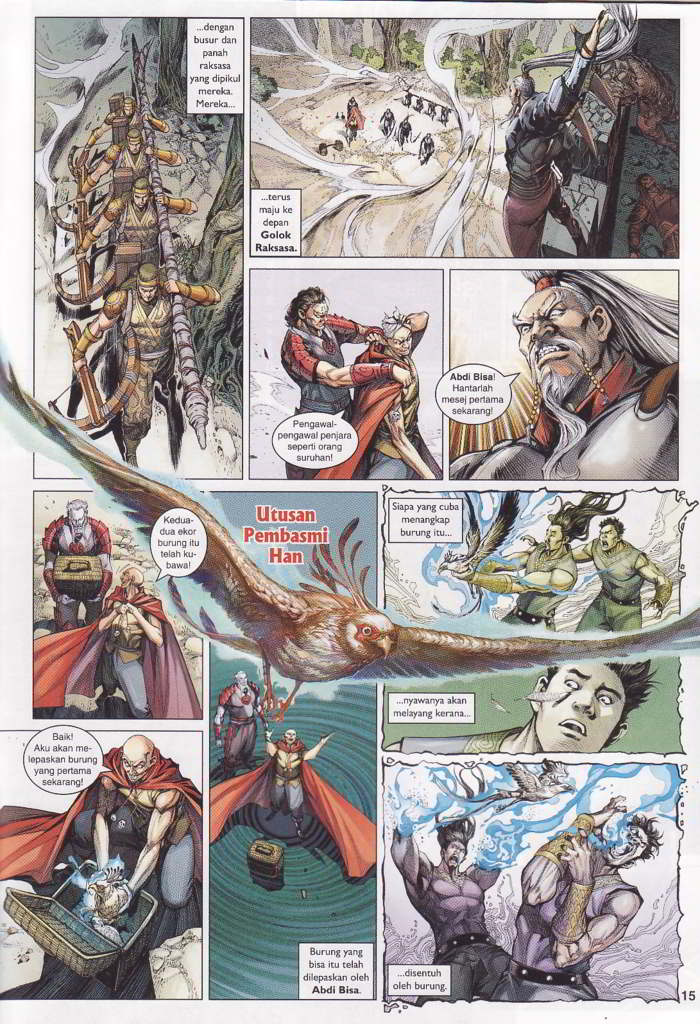 ...dengan
busur dan
panah
raksasa
yang dipikul
mereka.
Mereka...
...terus
maju ke
depan
Golok
Raksasa.
Pengawal-
pengawal penjara
seperti orang
suruhan!
Abdi Bisa!
Hantarlah
mesej pertama
sekarang!
Kedua-
dua ekor
burung itu
telah ku-
bawa!
Utusan
Pembasmi
Han
Siapa yang cuba
menangkap
burung itu...
...nyawanya akan
melayang kerana...
Baik!
Aku akan me-
lepaskan burung
yang pertama
sekarang!
Burung yang
bisa itu telah
dilepaskan oleh
Abdi Bisa.
...disentuh
oleh burung.
15